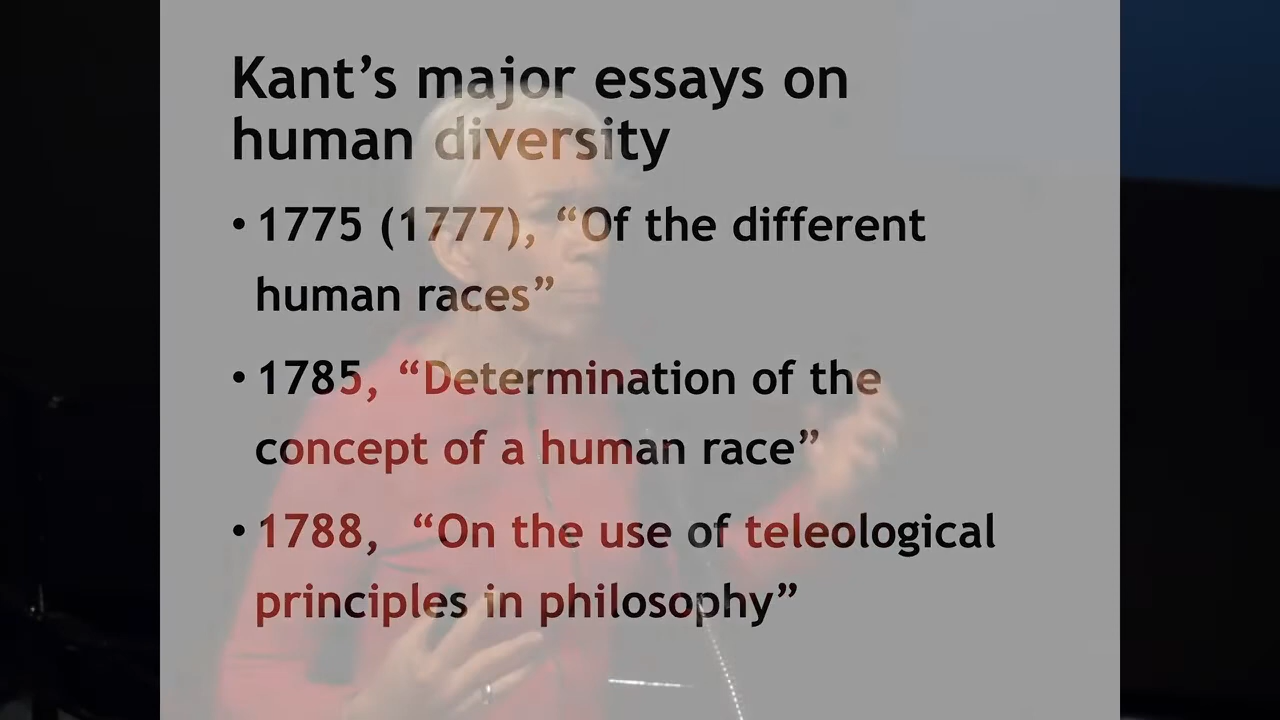 Kant’s major essays on
human diversity
• 1775 (1777), “Of the different
human races”
• 1785, “Determination of the
concept of a human race”
• 1788,  “On the use of teleological
principles in philosophy”